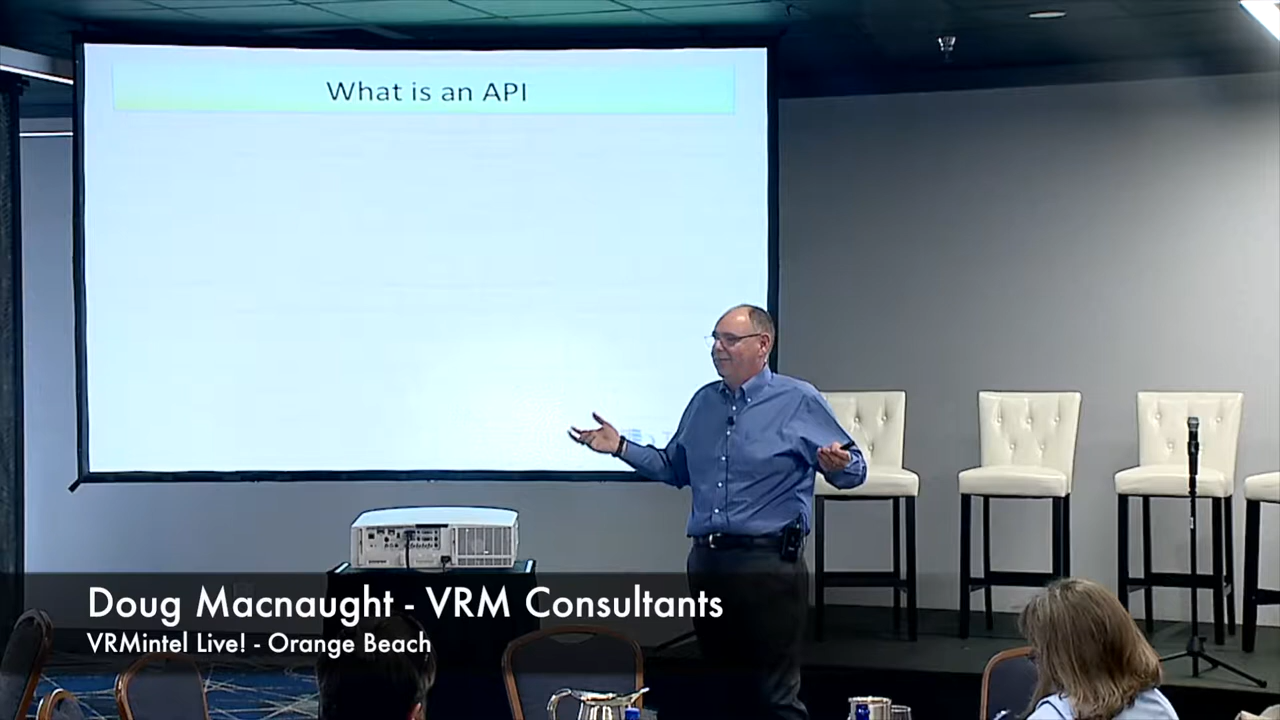 What is an API
Doug Macnaught - VRM Consultants
VRMintel Live! - Orange Beach